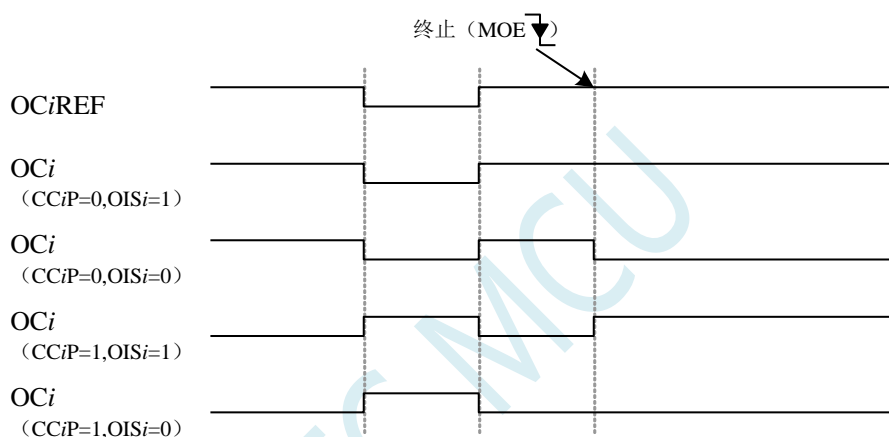 终止（MOE）
OCiREF
OCi
（CCiP=0,OISi=1）
OCi
（CCiP=0,OISi=0）
OCi
（CCiP=1,OISi=1）
OCi
（CCiP=1,OISi=0）
MCU